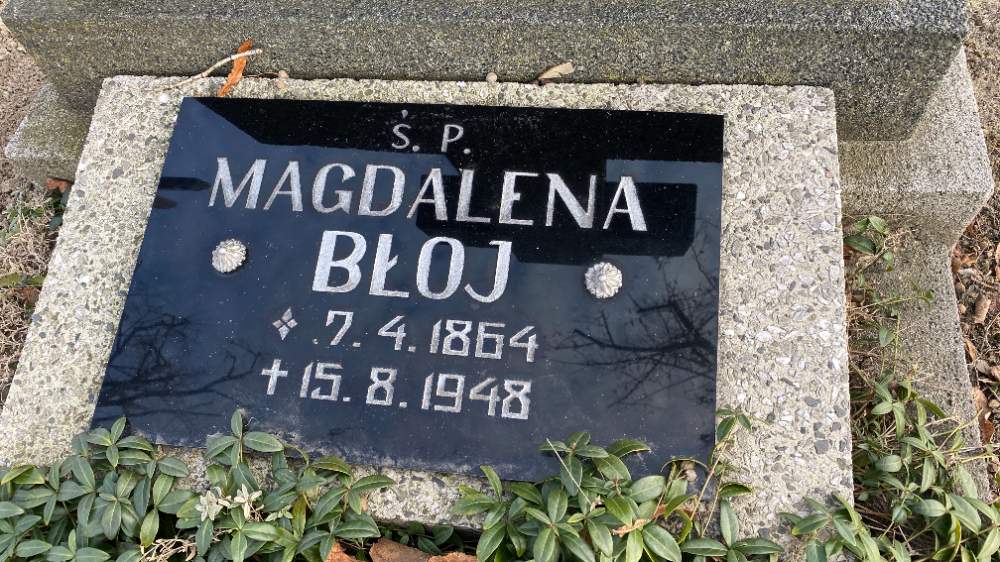 Ś. P.
MAGDALENA
BŁOJ
7. 4. 1864
15. 8. 1948